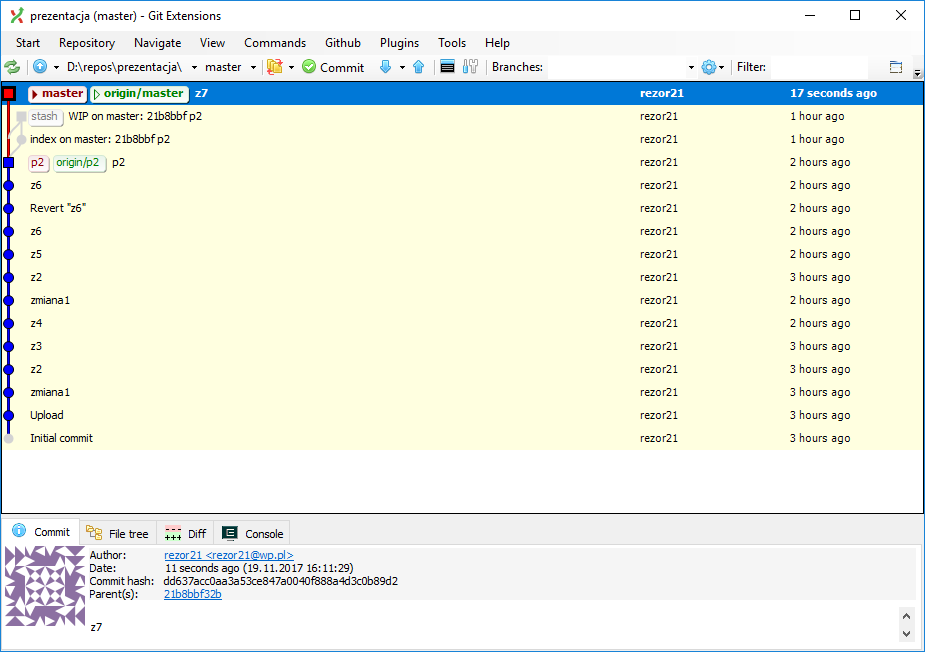 prezentacja (master) - Git Extensions
Start Repository Navigate View Commands Github Plugins Tools Help
D:\repos\prezentacja\ master Commit Branches: Filter:
master origin/master z7 rezor21 17 seconds ago
stash WIP on master: 21b8bbf p2 rezor21 1 hour ago
index on master: 21b8bbf p2 rezor21 1 hour ago
p2 origin/p2 p2 rezor21 2 hours ago
z6 rezor21 2 hours ago
Revert "z6" rezor21 2 hours ago
z6 rezor21 2 hours ago
z5 rezor21 2 hours ago
z2 rezor21 3 hours ago
zmiana1 rezor21 2 hours ago
z4 rezor21 2 hours ago
z3 rezor21 3 hours ago
z2 rezor21 3 hours ago
zmiana1 rezor21 3 hours ago
Upload rezor21 3 hours ago
Initial commit rezor21 3 hours ago
Commit File tree Diff Console
Author: rezor21 <rezor21@wp.pl>
Date: 11 seconds ago (19.11.2017 16:11:29)
Commit hash: dd637acc0aa3a53ce847a0040f888a4d3c0b89d2
Parent(s): 21b8bbf32b
z7